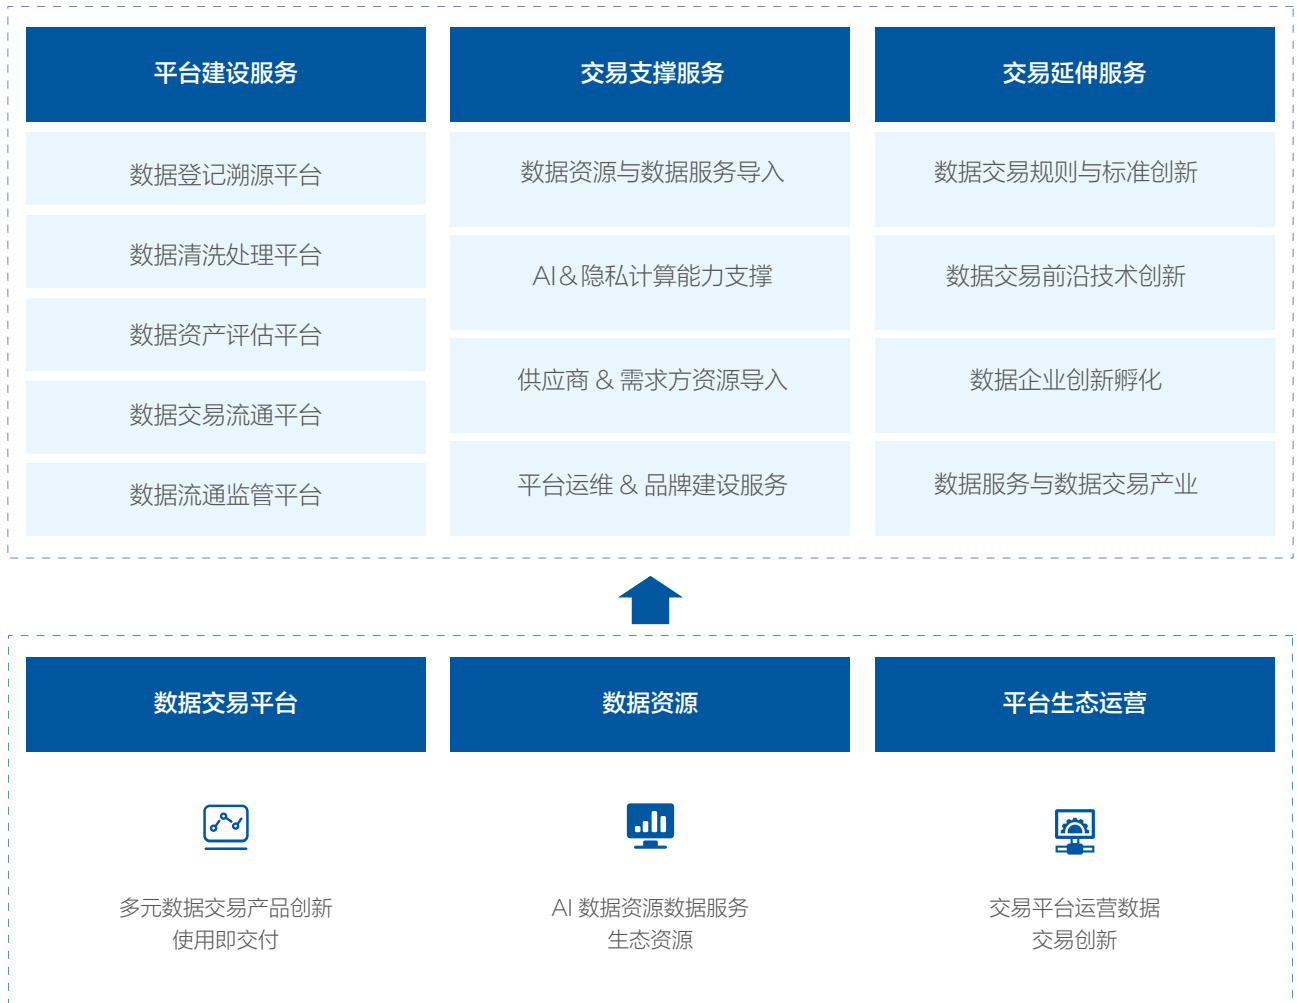 平台建设服务
数据登记溯源平台
数据清洗处理平台
数据资产评估平台
数据交易流通平台
数据流通监管平台
交易支撑服务
数据资源与数据服务导入
AI&隐私计算能力支撑
供应商 & 需求方资源导入
平台运维 & 品牌建设服务
交易延伸服务
数据交易规则与标准创新
数据交易前沿技术创新
数据企业创新孵化
数据服务与数据交易产业
数据交易平台
多元数据交易产品创新
使用即交付
数据资源
AI 数据资源数据服务
生态资源
平台生态运营
交易平台运营数据
交易创新